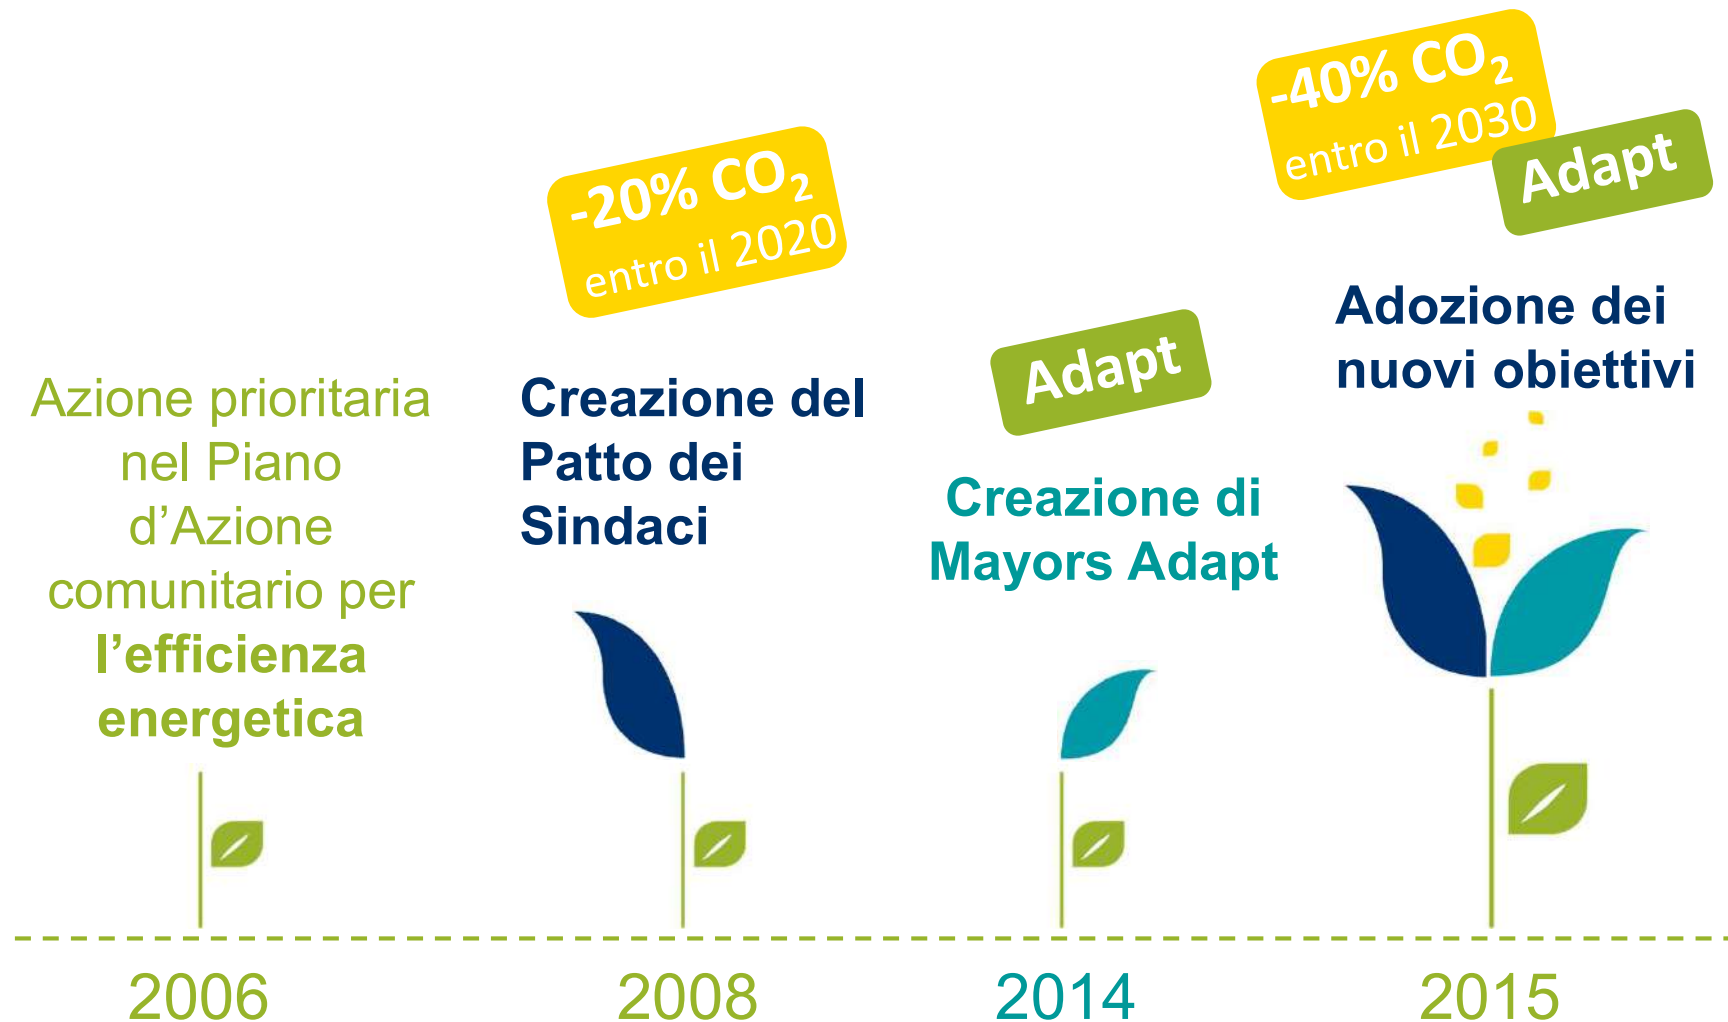 Azione prioritaria
nel Piano
d’Azione
comunitario per
l’efficienza
energetica
2006
-20% CO₂
entro il 2020
Creazione del
Patto dei
Sindaci
2008
Adapt
Creazione di
Mayors Adapt
2014
-40% CO₂
entro il 2030
Adapt
Adozione dei
nuovi obiettivi
2015